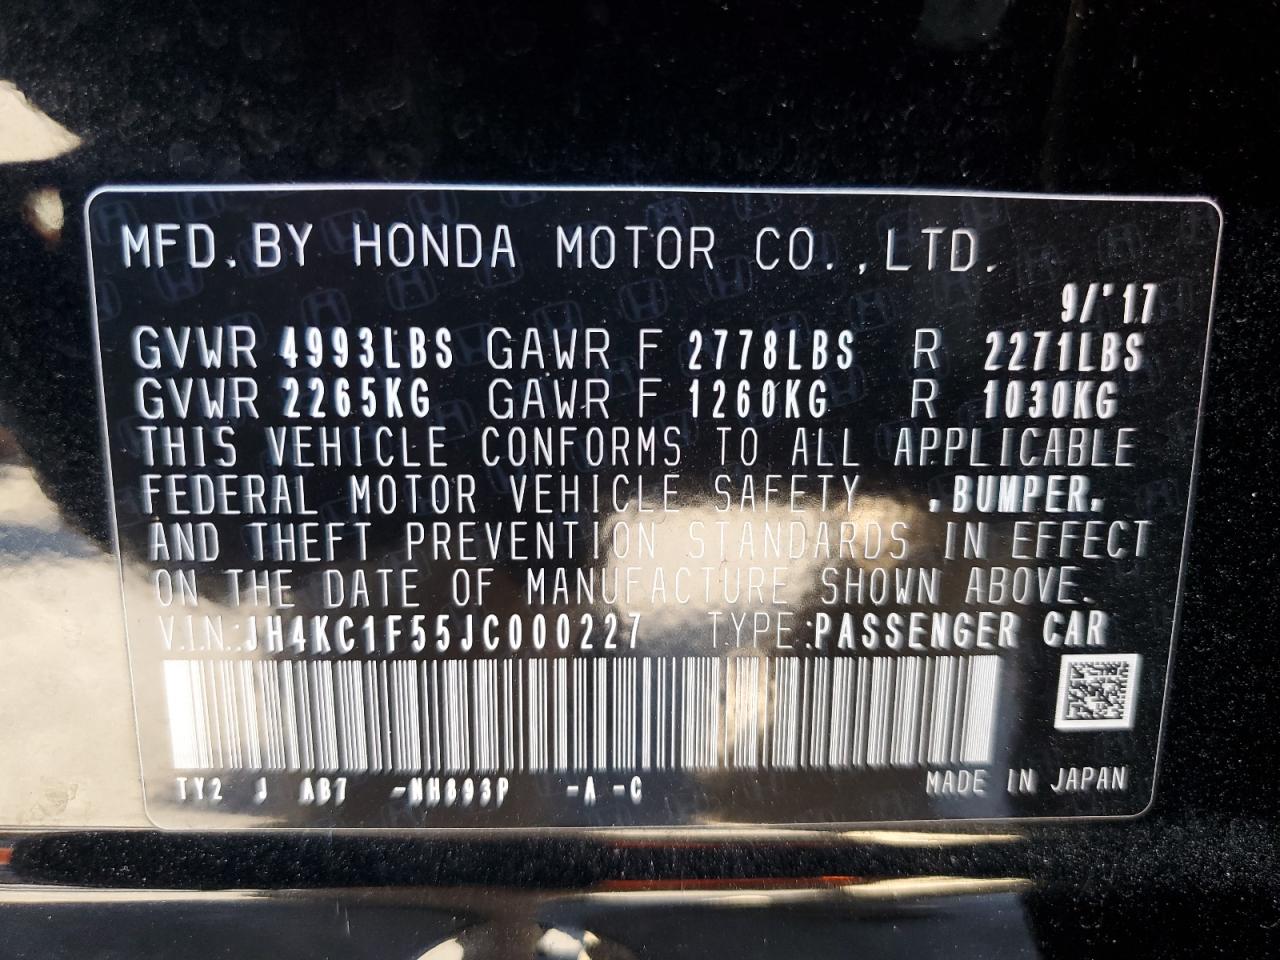 MFD. BY HONDA MOTOR CO., LTD.
9/'17
GVWR 4993LBS GAWR F 2778LBS R 2271LBS
GVWR 2265KG GAWR F 1260KG R 1030KG
THIS VEHICLE CONFORMS TO ALL APPLICABLE
FEDERAL MOTOR VEHICLE SAFETY ,BUMPER,
AND THEFT PREVENTION STANDARDS IN EFFECT
ON THE DATE OF MANUFACTURE SHOWN ABOVE.
V.I.N.:JH4KC1F55JC000227 TYPE:PASSENGER CAR
TY2 J AB7 -NH893P -A -C
MADE IN JAPAN